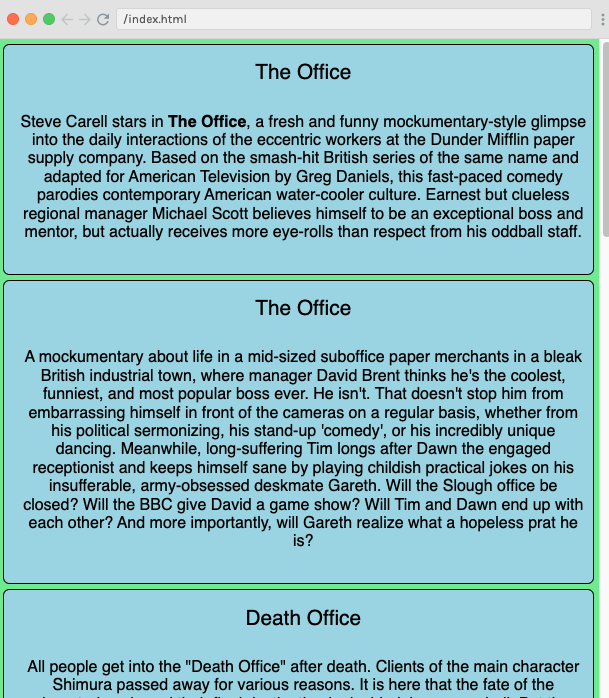 /index.html
The Office
Steve Carell stars in The Office, a fresh and funny mockumentary-style glimpse
into the daily interactions of the eccentric workers at the Dunder Mifflin paper
supply company. Based on the smash-hit British series of the same name and
adapted for American Television by Greg Daniels, this fast-paced comedy
parodies contemporary American water-cooler culture. Earnest but clueless
regional manager Michael Scott believes himself to be an exceptional boss and
mentor, but actually receives more eye-rolls than respect from his oddball staff.
The Office
A mockumentary about life in a mid-sized suboffice paper merchants in a bleak
British industrial town, where manager David Brent thinks he's the coolest,
funniest, and most popular boss ever. He isn't. That doesn't stop him from
embarrassing himself in front of the cameras on a regular basis, whether from
his political sermonizing, his stand-up 'comedy', or his incredibly unique
dancing. Meanwhile, long-suffering Tim longs after Dawn the engaged
receptionist and keeps himself sane by playing childish practical jokes on his
insufferable, army-obsessed deskmate Gareth. Will the Slough office be
closed? Will the BBC give David a game show? Will Tim and Dawn end up with
each other? And more importantly, will Gareth realize what a hopeless prat he
is?
Death Office
All people get into the "Death Office" after death. Clients of the main character
Shimura passed away for various reasons. It is here that the fate of the